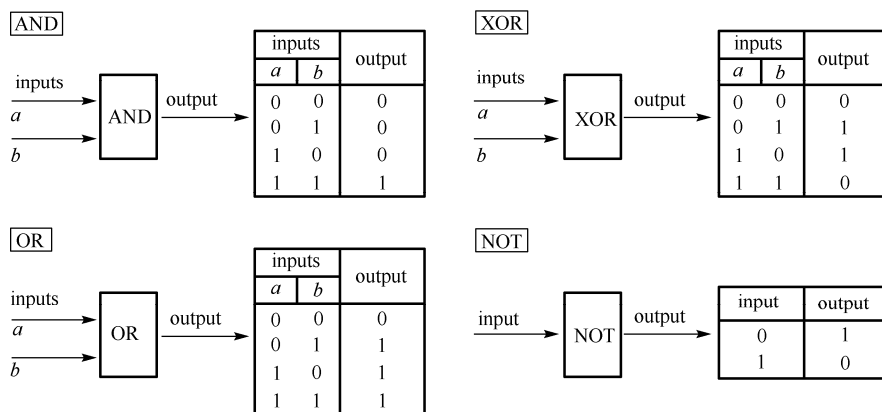 AND
inputs
a
b
AND
output
inputs output
a b
0 0 0
0 1 0
1 0 0
1 1 1
XOR
inputs
a
b
XOR
output
inputs output
a b
0 0 0
0 1 1
1 0 1
1 1 0
OR
inputs
a
b
OR
output
inputs output
a b
0 0 0
0 1 1
1 0 1
1 1 1
NOT
input
NOT
output
input output
0 1
1 0